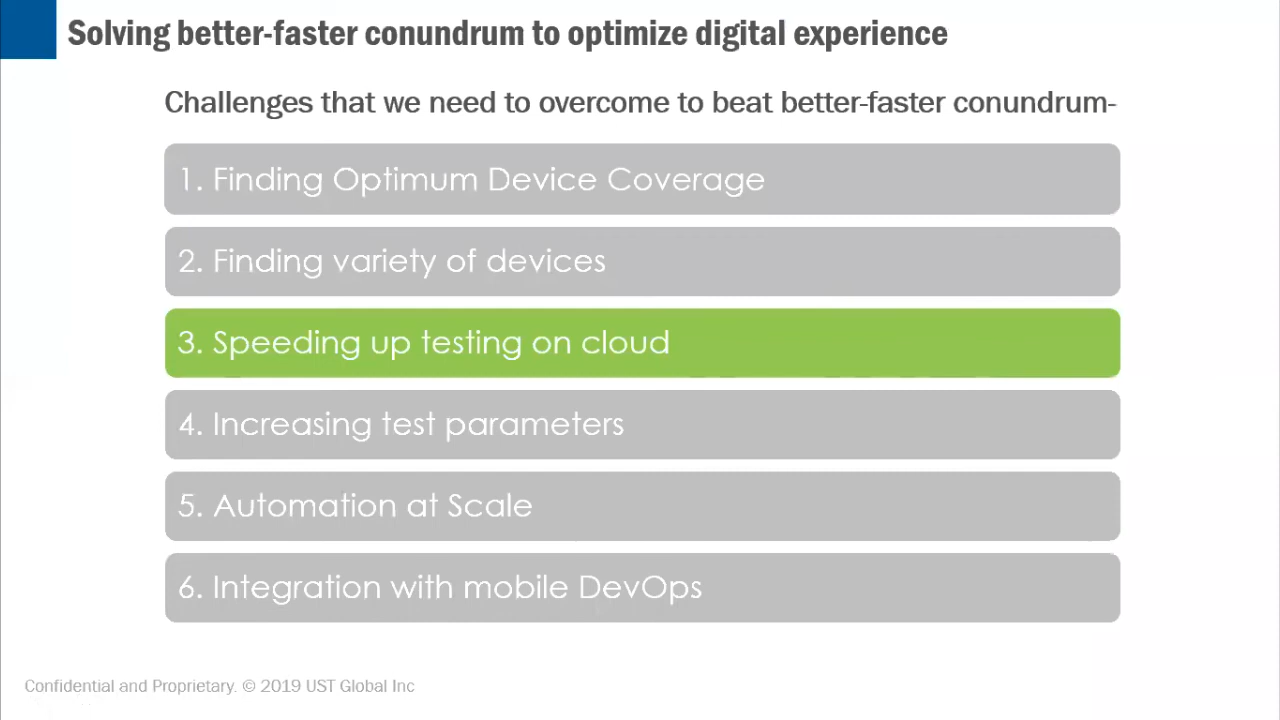 Solving better-faster conundrum to optimize digital experience
Challenges that we need to overcome to beat better-faster conundrum-
1. Finding Optimum Device Coverage
2. Finding variety of devices
3. Speeding up testing on cloud
4. Increasing test parameters
5. Automation at Scale
6. Integration with mobile DevOps
Confidential and Proprietary. © 2019 UST Global Inc